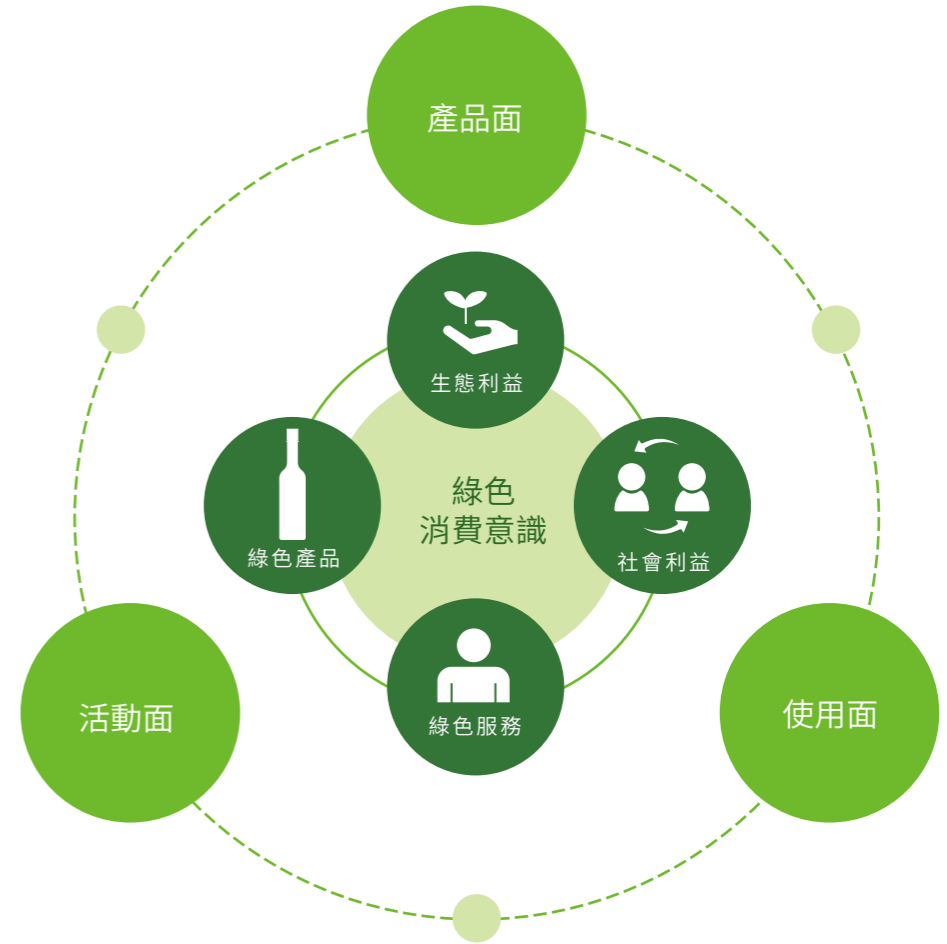 產品面
生態利益
綠色
消費意識
綠色產品
社會利益
綠色服務
活動面
使用面